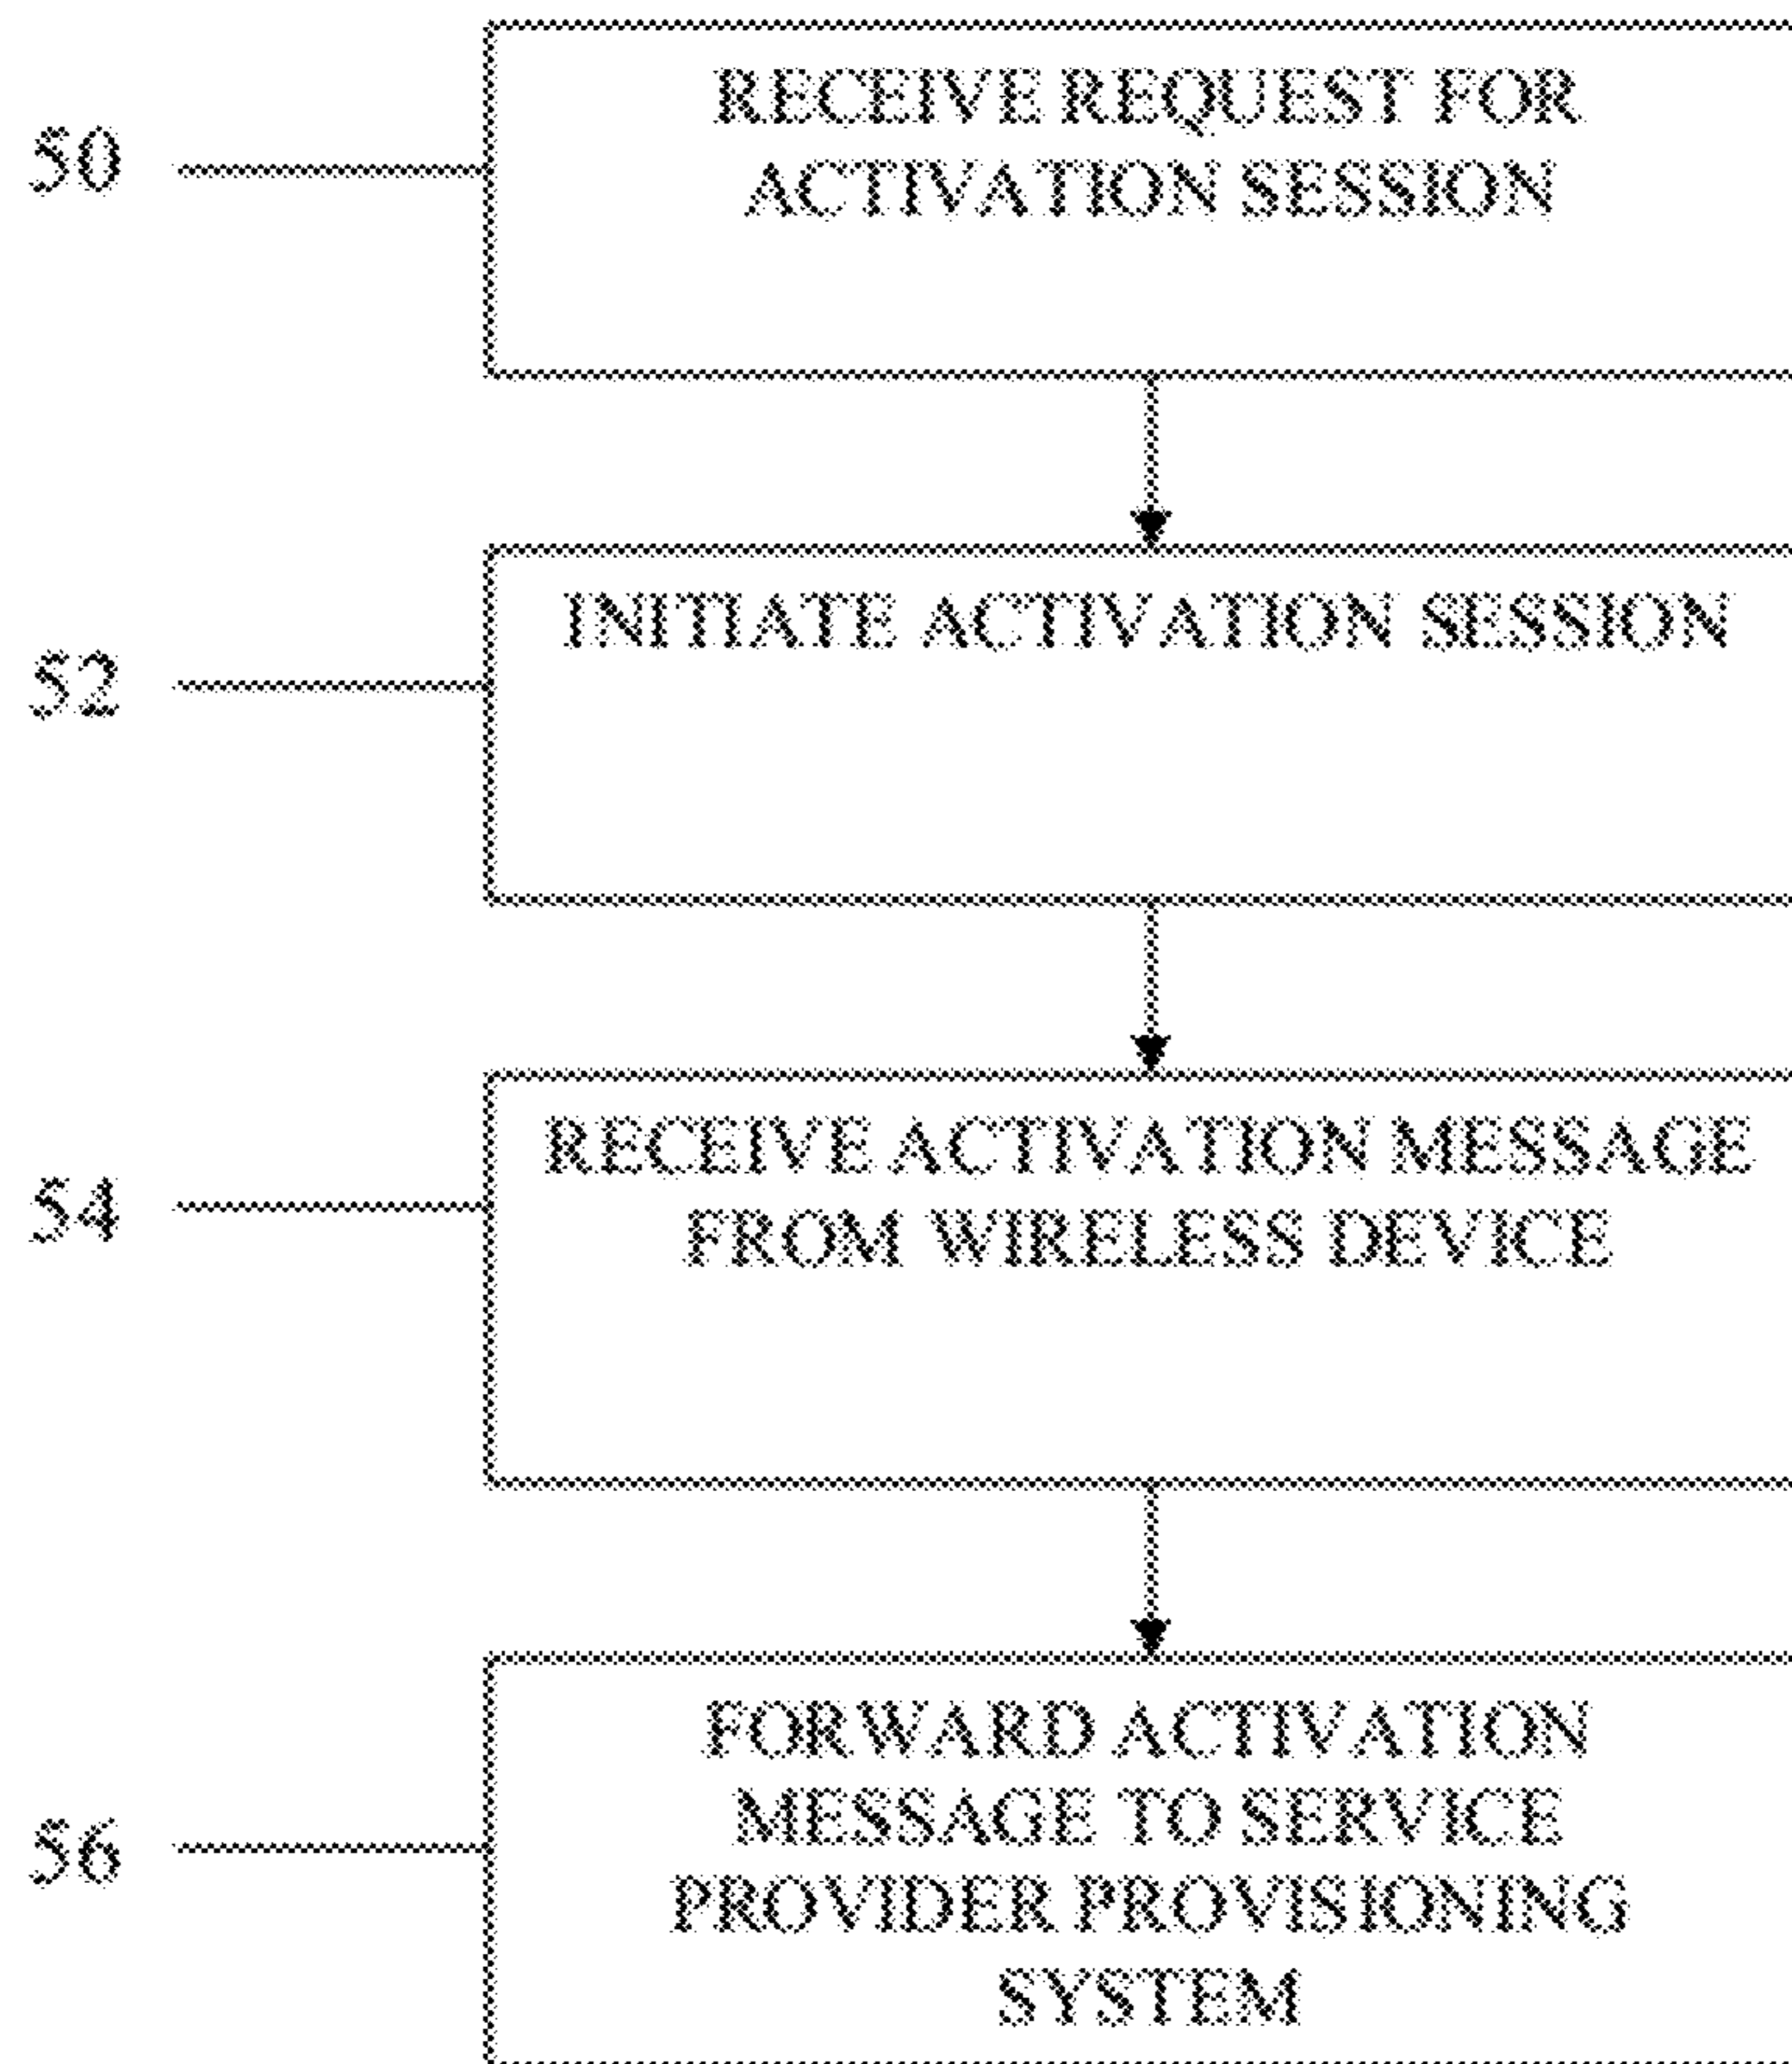 50
RECEIVE REQUEST FOR
ACTIVATION SESSION
52
INITIATE ACTIVATION SESSION
54
RECEIVE ACTIVATION MESSAGE
FROM WIRELESS DEVICE
56
FORWARD ACTIVATION
MESSAGE TO SERVICE
PROVIDER PROVISIONING
SYSTEM